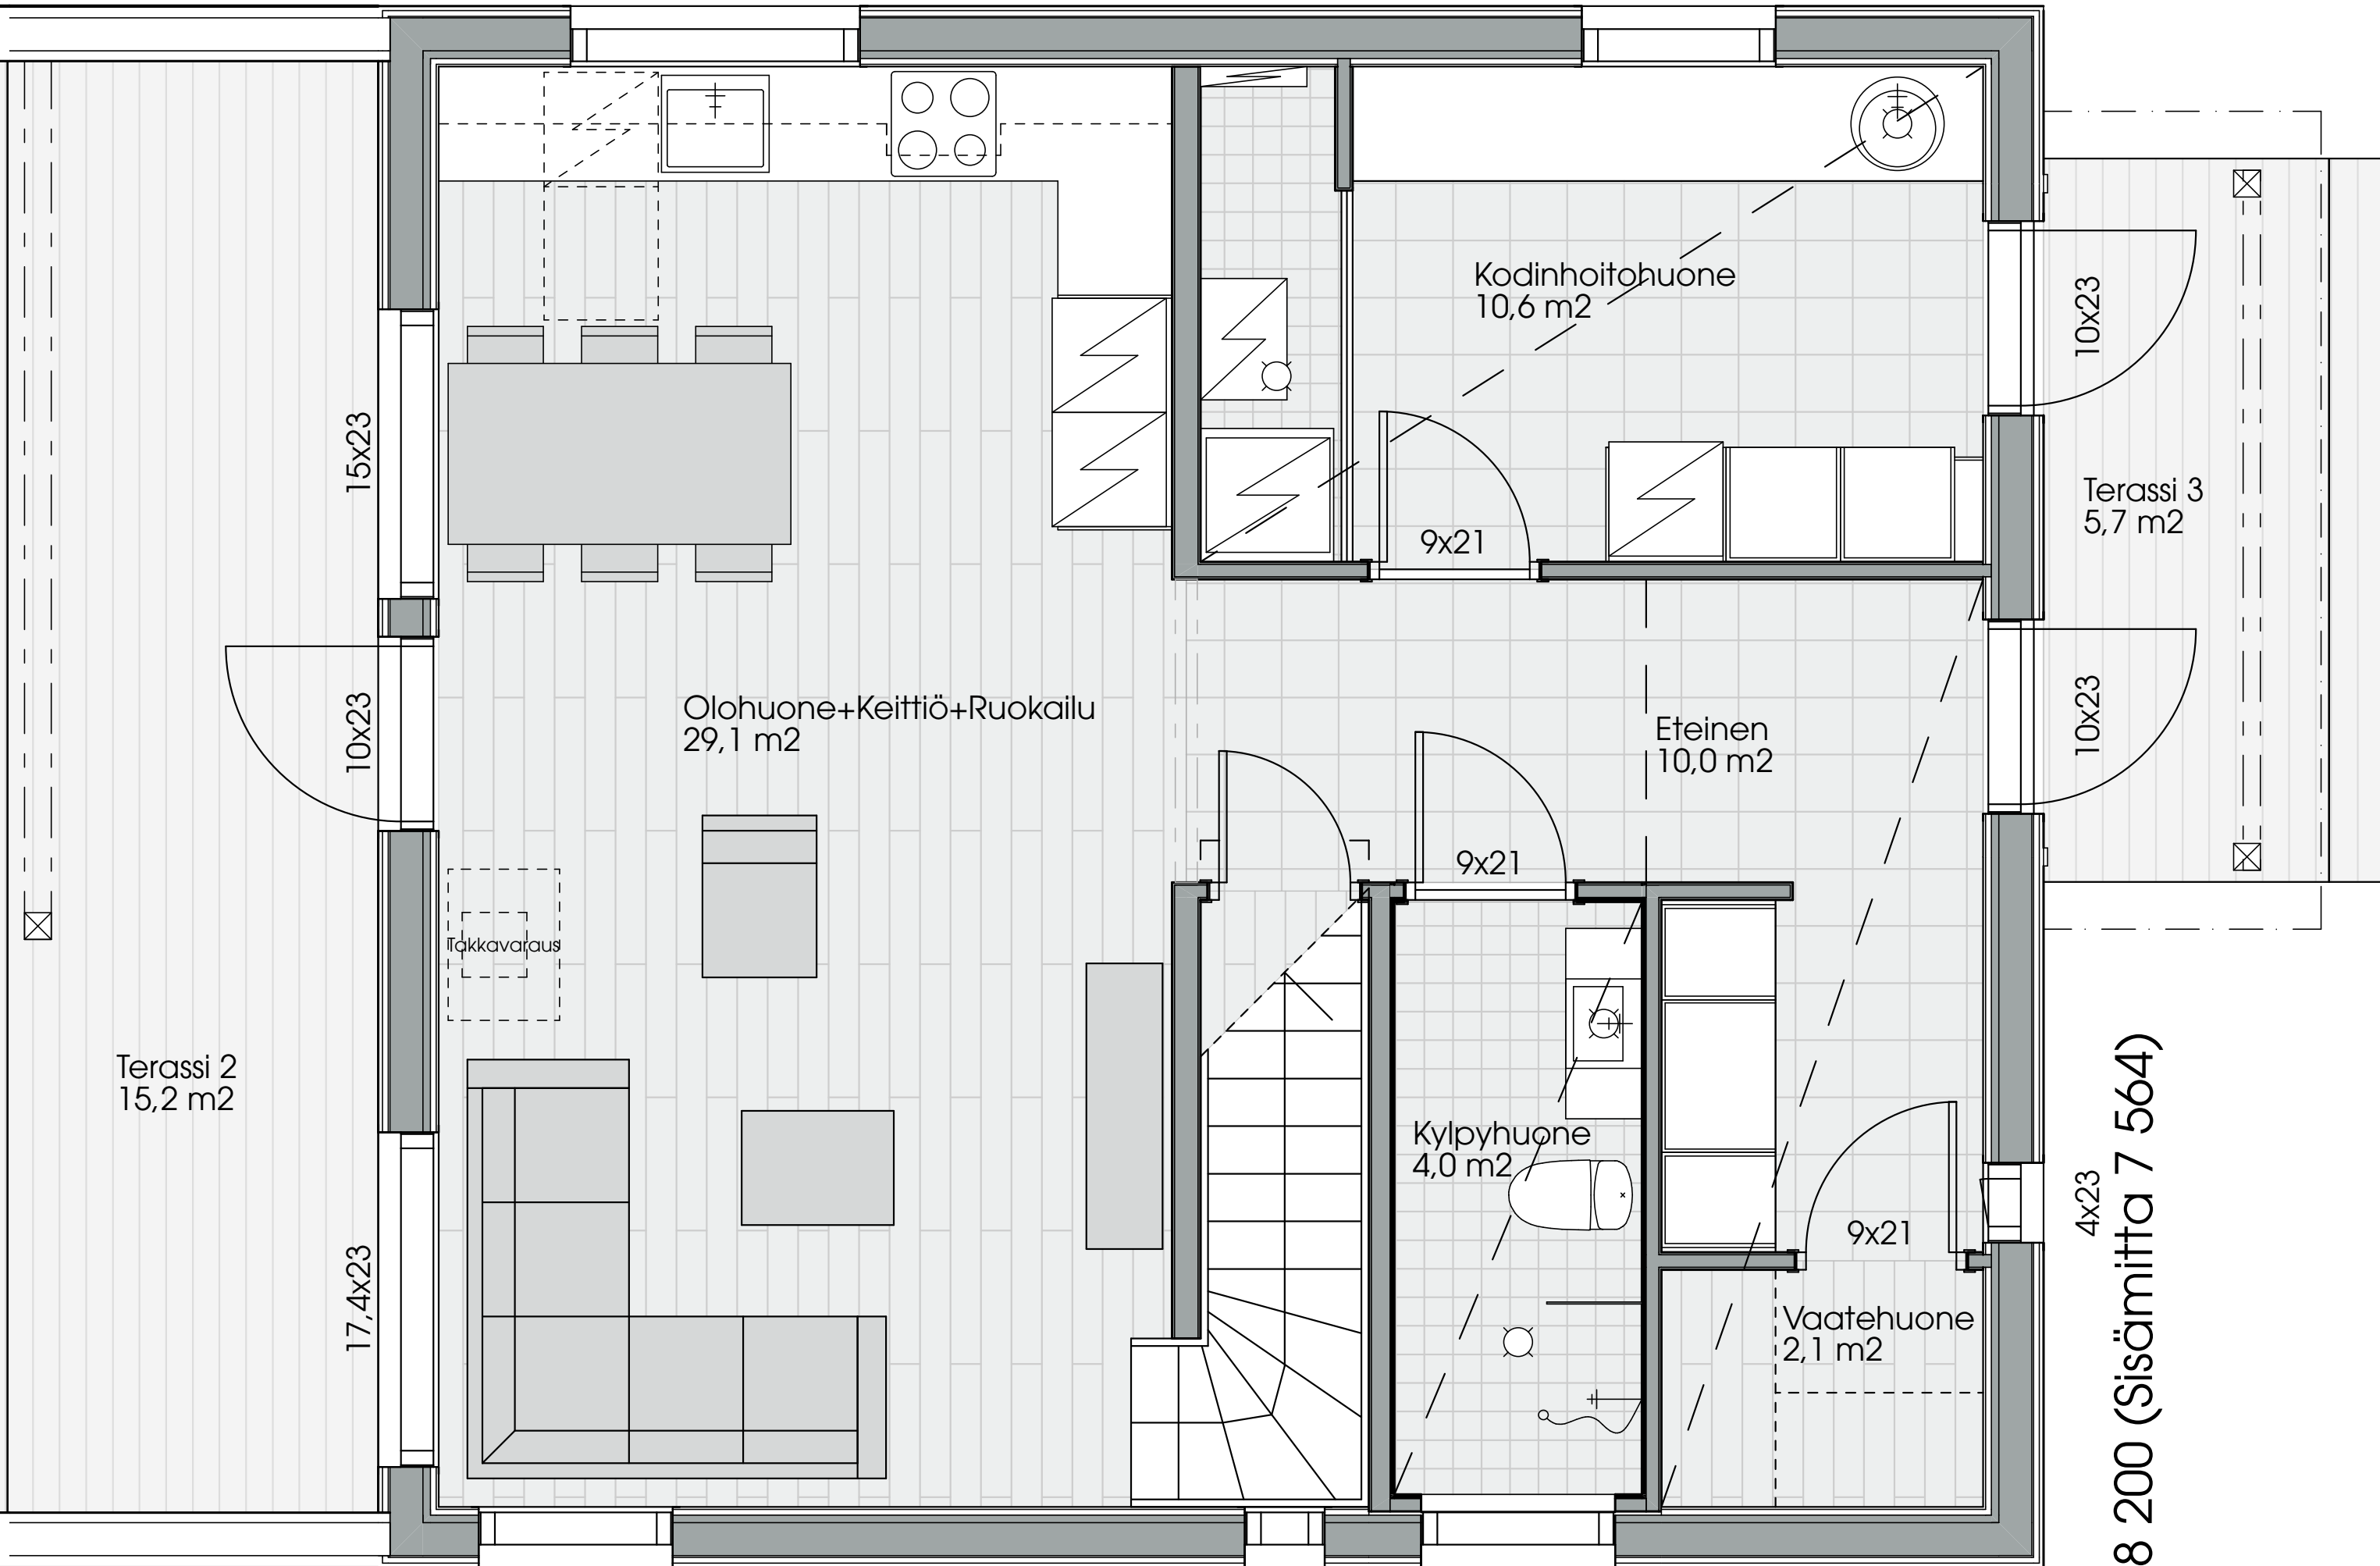 Kodinhoitohuone
10,6 m2
10x23
15x23
Terassi 3
5,7 m2
9x21
Olohuone+Keittiö+Ruokailu
29,1 m2
10x23
Eteinen
10,0 m2
10x23
9x21
Takkavaraus
Terassi 2
15,2 m2
Kylpyhuone
4,0 m2
4x23
8 200 (Sisämitta 7 564)
9x21
17,4x23
Vaatehuone
2,1 m2